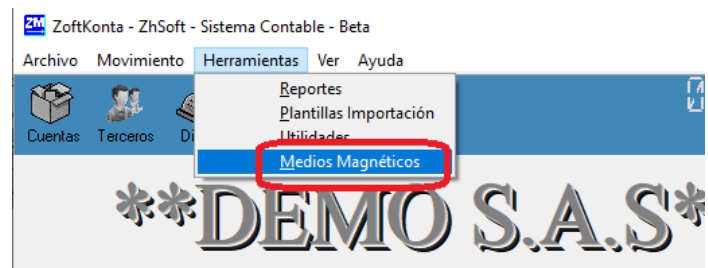 ZM ZoftKonta - ZhSoft - Sistema Contable - Beta
Archivo Movimiento Herramientas Ver Ayuda
Reportes
Plantillas Importación
Utilidades
Medios Magnéticos
Cuentas Terceros
**DEMO S.A.S*